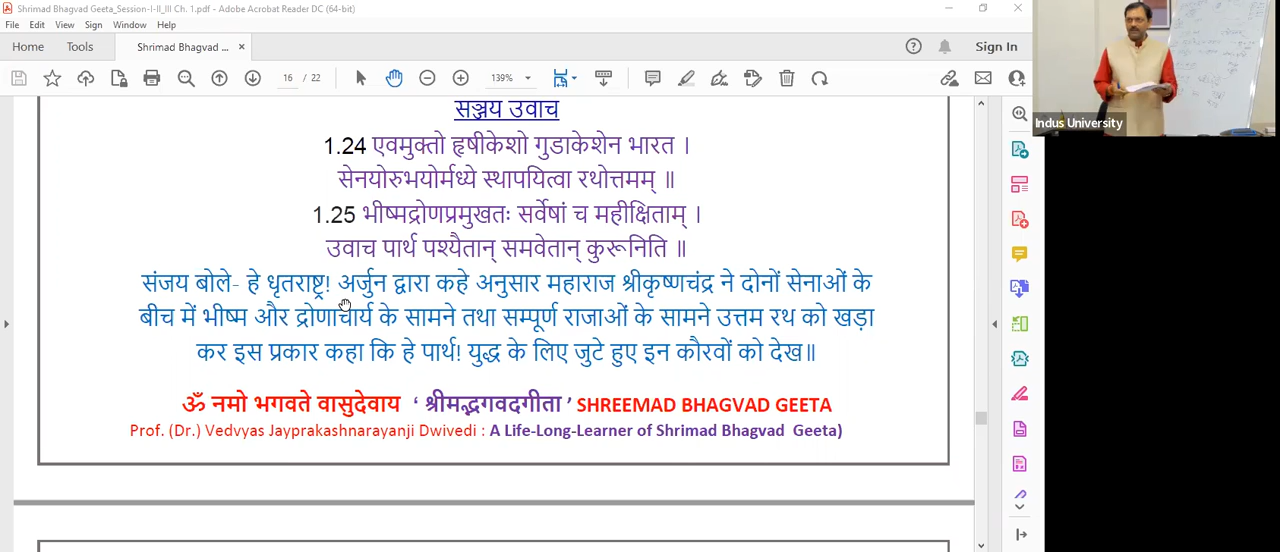 Shrimad Bhagvad Geeta_Session-I-II_III Ch. 1.pdf - Adobe Acrobat Reader DC (64-bit)
File Edit View Sign Window Help
Home Tools Shrimad Bhagvad ... × Sign In
16 / 22 139%
सञ्जय उवाच
1.24 एवमुक्तो हृषीकेशो गुडाकेशेन भारत ।
सेनयोरुभयोर्मध्ये स्थापयित्वा रथोत्तमम् ॥
1.25 भीष्मद्रोणप्रमुखतः सर्वेषां च महीक्षिताम् ।
उवाच पार्थ पश्यैतान् समवेतान् कुरूनिति ॥
संजय बोले- हे धृतराष्ट्र! अर्जुन द्वारा कहे अनुसार महाराज श्रीकृष्णचंद्र ने दोनों सेनाओं के
बीच में भीष्म और द्रोणाचार्य के सामने तथा सम्पूर्ण राजाओं के सामने उत्तम रथ को खड़ा
कर इस प्रकार कहा कि हे पार्थ! युद्ध के लिए जुटे हुए इन कौरवों को देख॥
ॐ नमो भगवते वासुदेवाय ‘ श्रीमद्भगवदगीता ’ SHREEMAD BHAGVAD GEETA
Prof. (Dr.) Vedvyas Jayprakashnarayanji Dwivedi : A Life-Long-Learner of Shrimad Bhagvad Geeta)
Indus University